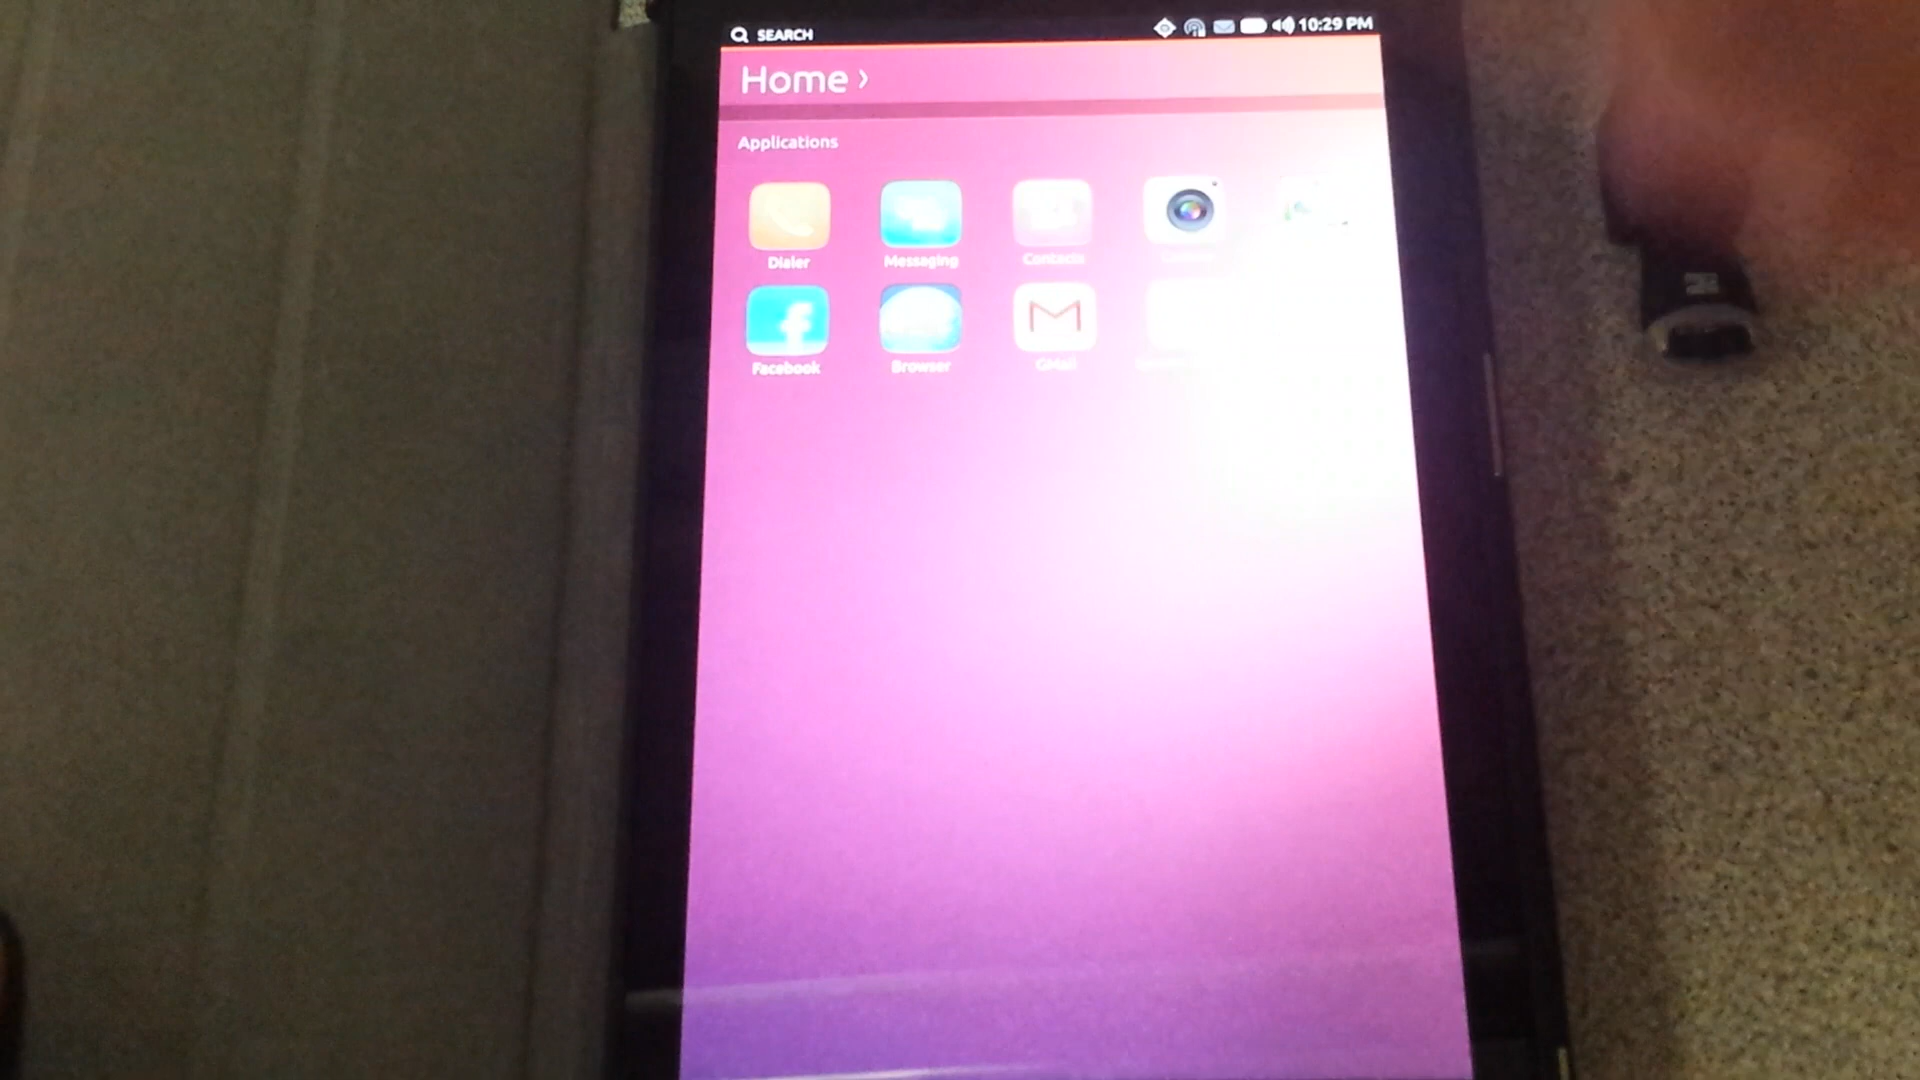 SEARCH 10:29 PM
Home ›
Applications
Dialer Messaging Contacts
Facebook Browser GMail